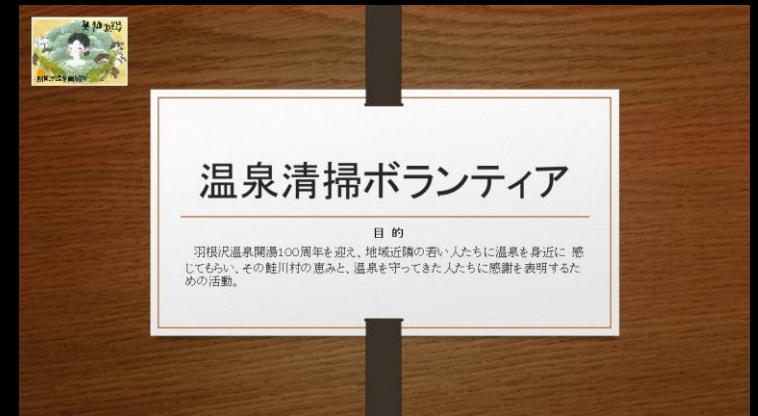 温泉清掃ボランティア
目 的
羽根沢温泉開湯100周年を迎え、地域近隣の若い人たちに温泉を身近に 感
じてもらい、その鮭川村の恵みと、温泉を守ってきた人たちに感謝を表明するた
めの活動。